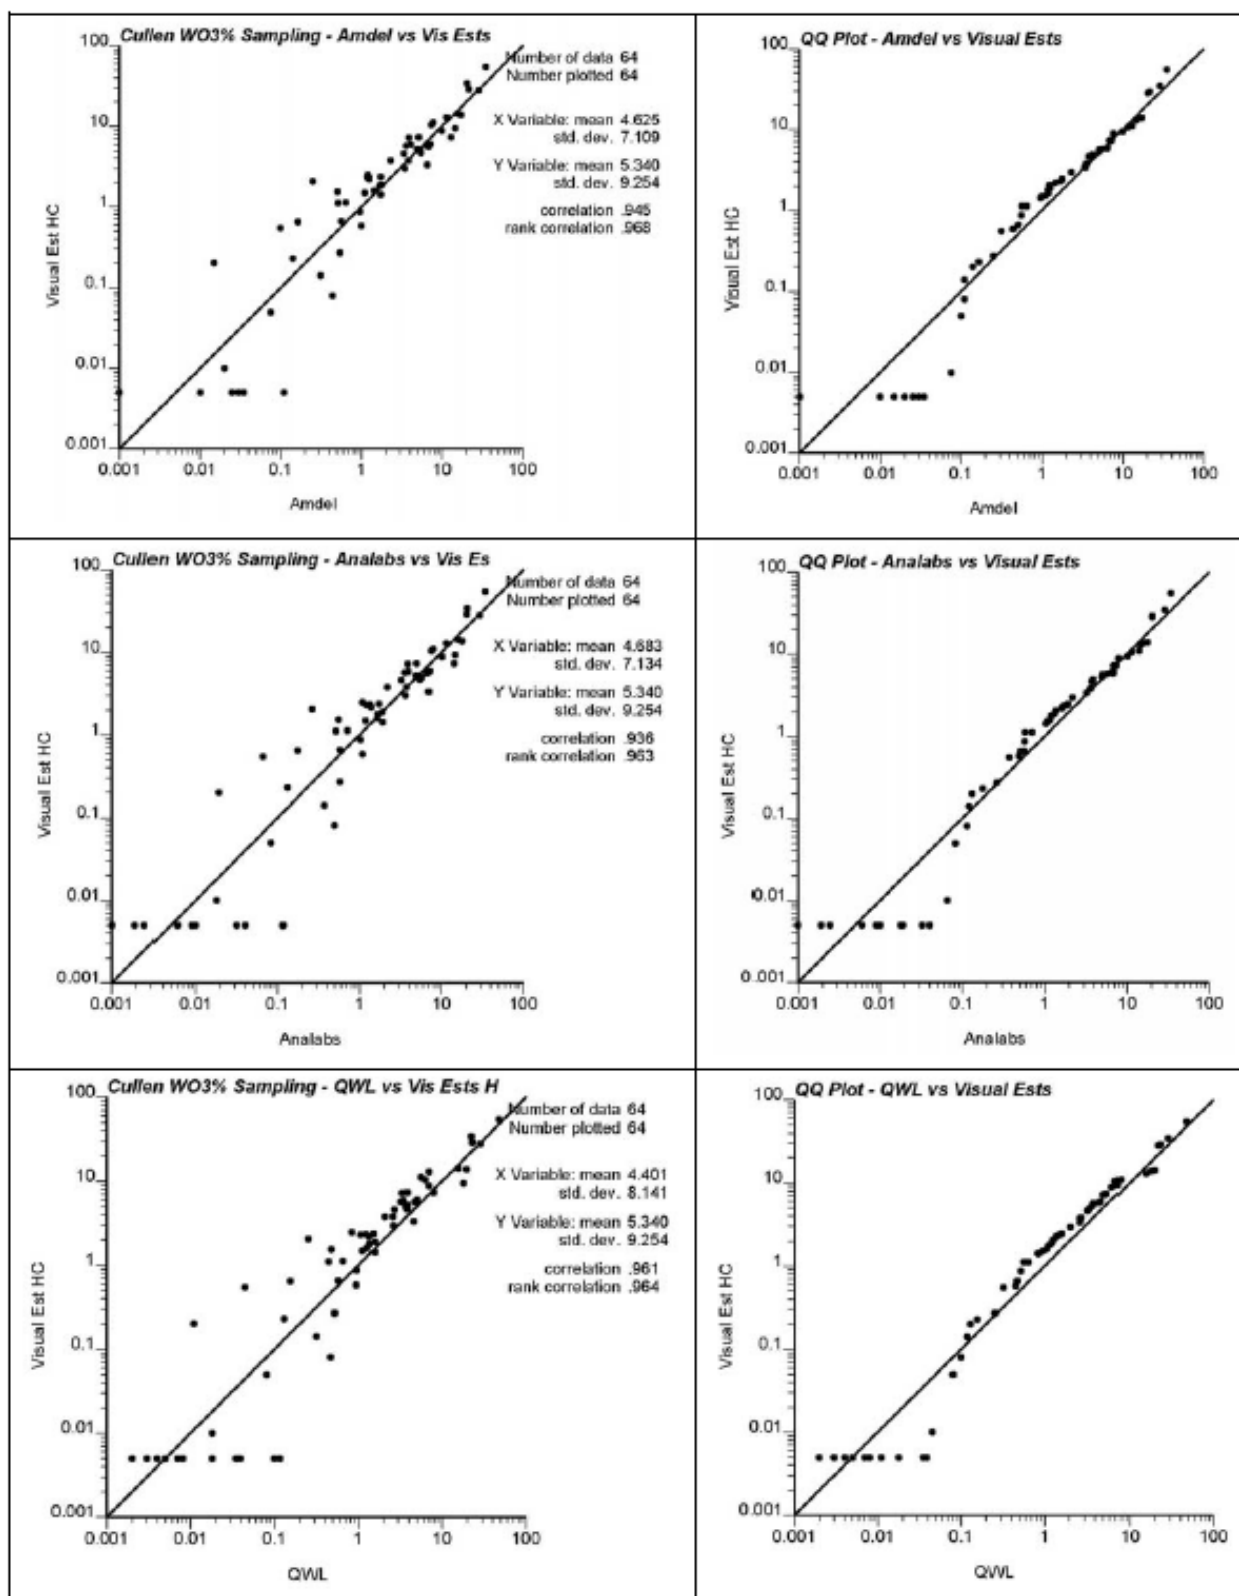 Cullen WO3% Sampling - Amdel vs Vis Ests
Number of data 64
Number plotted 64
X Variable: mean 4.625
std. dev. 7.109
Y Variable: mean 5.340
std. dev. 9.254
correlation .945
rank correlation .968
100
10
1
0.1
0.01
0.001
Visual Est HC
0.001 0.01 0.1 1 10 100
Amdel
QQ Plot - Amdel vs Visual Ests
100
10
1
0.1
0.01
0.001
Visual Est HC
0.001 0.01 0.1 1 10 100
Amdel
Cullen WO3% Sampling - Analabs vs Vis Es
Number of data 64
Number plotted 64
X Variable: mean 4.683
std. dev. 7.134
Y Variable: mean 5.340
std. dev. 9.254
correlation .936
rank correlation .963
100
10
1
0.1
0.01
0.001
Visual Est HC
0.001 0.01 0.1 1 10 100
Analabs
QQ Plot - Analabs vs Visual Ests
100
10
1
0.1
0.01
0.001
Visual Est HC
0.001 0.01 0.1 1 10 100
Analabs
Cullen WO3% Sampling - QWL vs Vis Ests H
Number of data 64
Number plotted 64
X Variable: mean 4.401
std. dev. 8.141
Y Variable: mean 5.340
std. dev. 9.254
correlation .961
rank correlation .964
100
10
1
0.1
0.01
0.001
Visual Est HC
0.001 0.01 0.1 1 10 100
QWL
QQ Plot - QWL vs Visual Ests
100
10
1
0.1
0.01
0.001
Visual Est HC
0.001 0.01 0.1 1 10 100
QWL